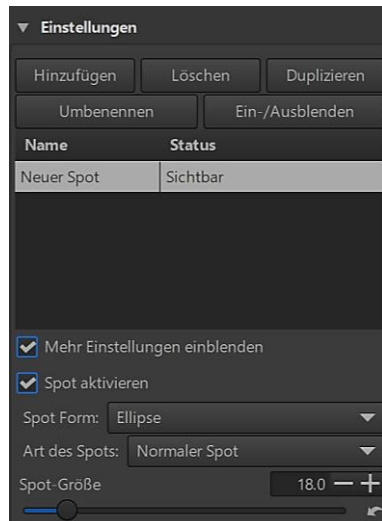 Einstellungen
Hinzufügen Löschen Duplizieren
Umbenennen Ein-/Ausblenden
Name Status
Neuer Spot Sichtbar
Mehr Einstellungen einblenden
Spot aktivieren
Spot Form: Ellipse
Art des Spots: Normaler Spot
Spot-Größe 18.0